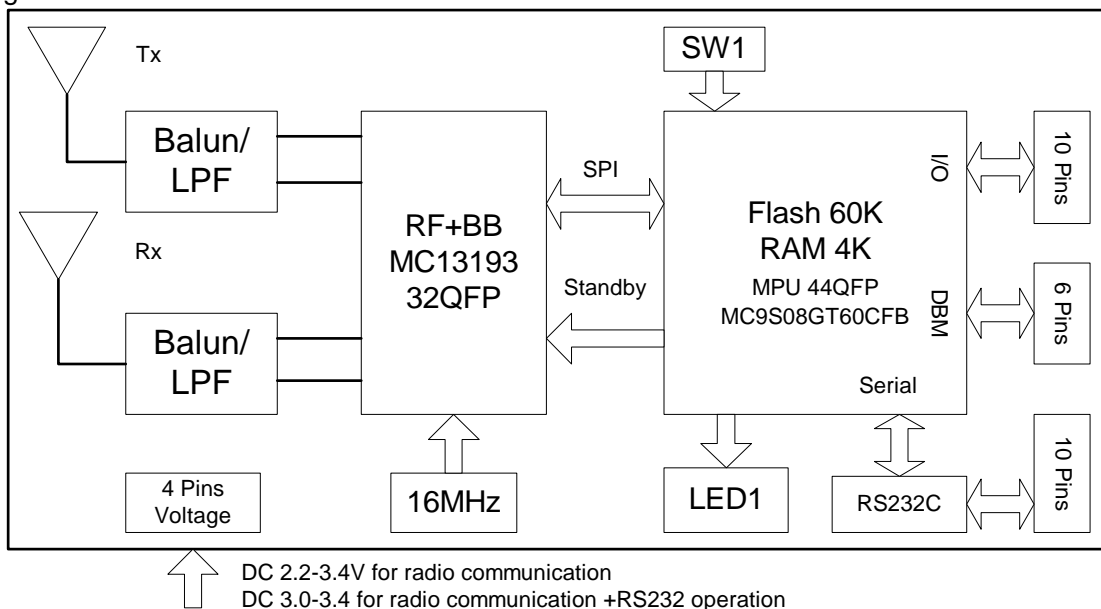 g
Tx
SW1
Balun/
LPF
Rx
Balun/
LPF
RF+BB
MC13193
32QFP
SPI
Standby
Flash 60K
RAM 4K
MPU 44QFP
MC9S08GT60CFB
I/O
DBM
Serial
10 Pins
6 Pins
10 Pins
4 Pins
Voltage
16MHz
LED1
RS232C
DC 2.2-3.4V for radio communication
DC 3.0-3.4 for radio communication +RS232 operation